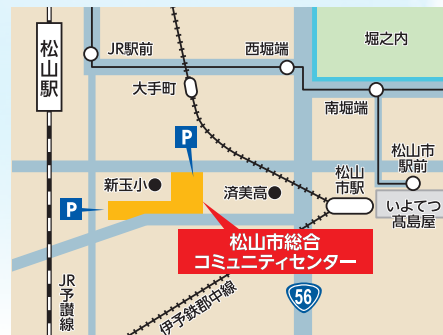 松山駅
JR駅前
西堀端
堀之内
大手町
南堀端
P
新玉小
済美高
松山
市駅
松山市
駅前
P
いよてつ
髙島屋
松山市総合
コミュニティセンター
JR予讃線
伊予鉄郡中線
56